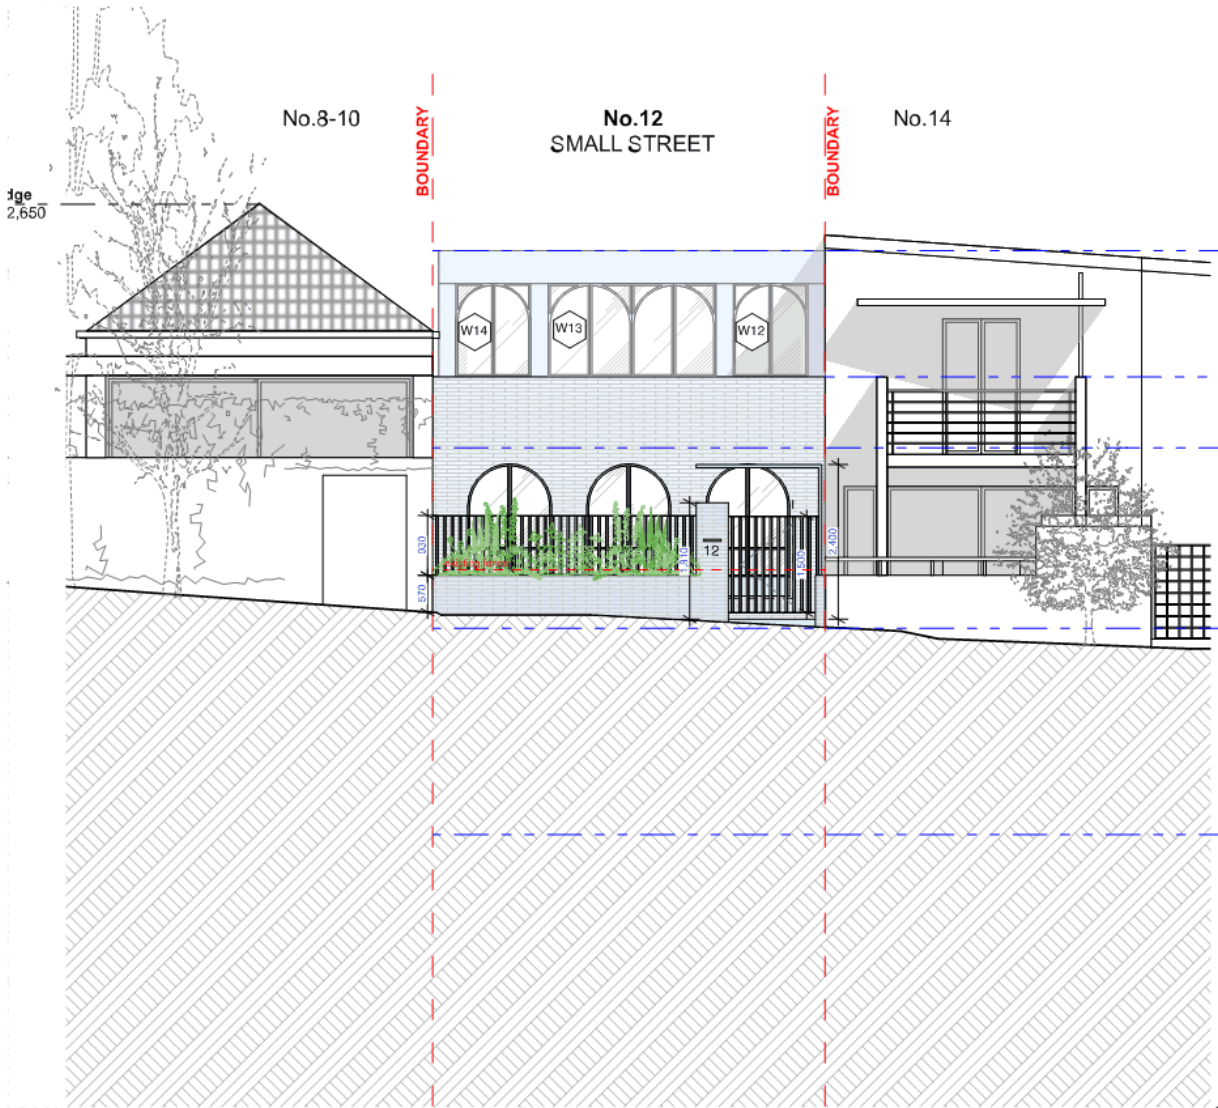 No.8-10
BOUNDARY
No.12
SMALL STREET
BOUNDARY
No.14
dge
2,650
W14
W13
W12
930
570
1,810
12
1,500
2,400